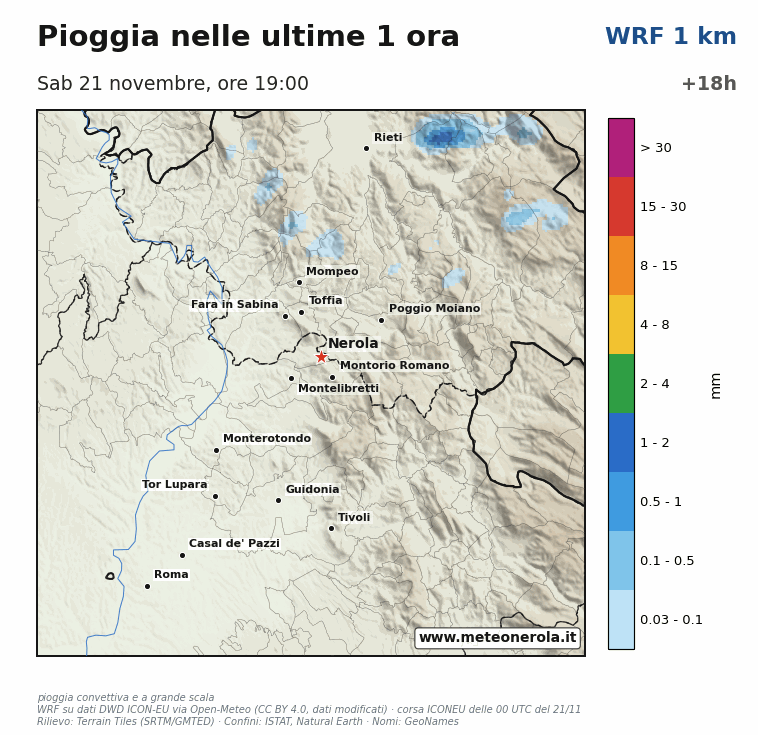 Pioggia nelle ultime 1 ora
WRF 1 km
Sab 21 novembre, ore 19:00
+18h
Rieti
Mompeo
Fara in Sabina
Toffia
Poggio Moiano
Nerola
Montorio Romano
Montelibretti
Monterotondo
Tor Lupara
Guidonia
Tivoli
Casal de' Pazzi
Roma
www.meteonerola.it
> 30
15 - 30
8 - 15
4 - 8
2 - 4
1 - 2
0.5 - 1
0.1 - 0.5
0.03 - 0.1
mm
pioggia convettiva e a grande scala
WRF su dati DWD ICON-EU via Open-Meteo (CC BY 4.0, dati modificati) · corsa ICONEU delle 00 UTC del 21/11
Rilievo: Terrain Tiles (SRTM/GMTED) · Confini: ISTAT, Natural Earth · Nomi: GeoNames